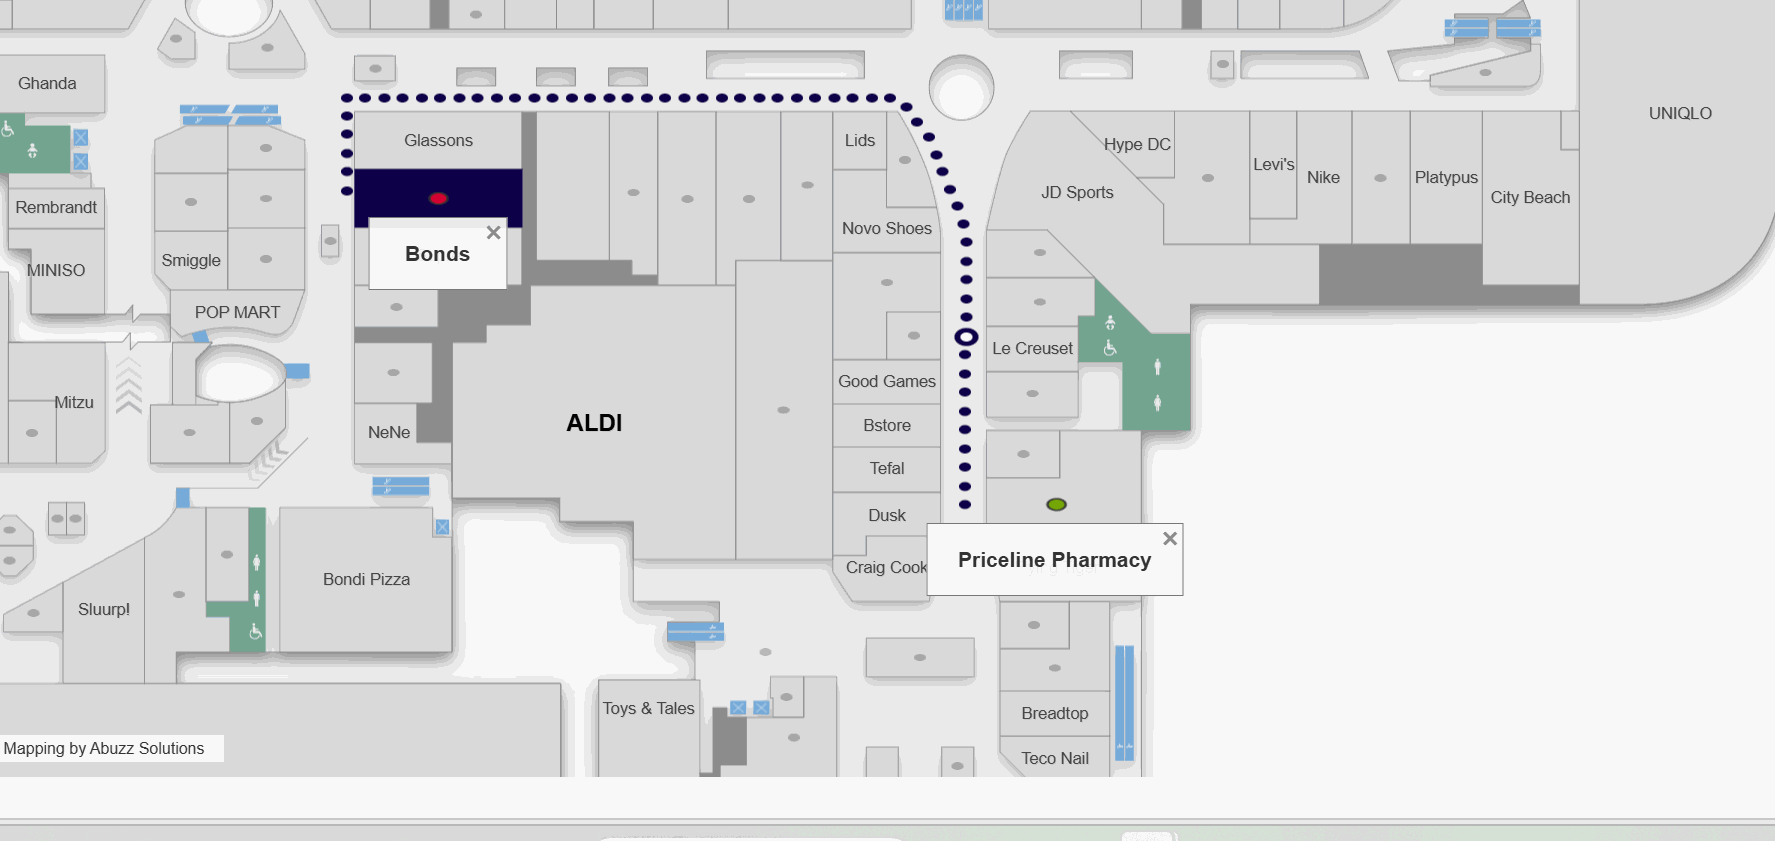 Ghanda
UNIQLO
Glassons
Lids
Hype DC
Levi's
Nike
Platypus
City Beach
JD Sports
Rembrandt
Novo Shoes
Bonds
Smiggle
MINISO
POP MART
Le Creuset
Good Games
Mitzu
ALDI
NeNe
Bstore
Tefal
Dusk
Priceline Pharmacy
Craig Cook
Bondi Pizza
Sluurp!
Toys & Tales
Breadtop
Mapping by Abuzz Solutions
Teco Nail